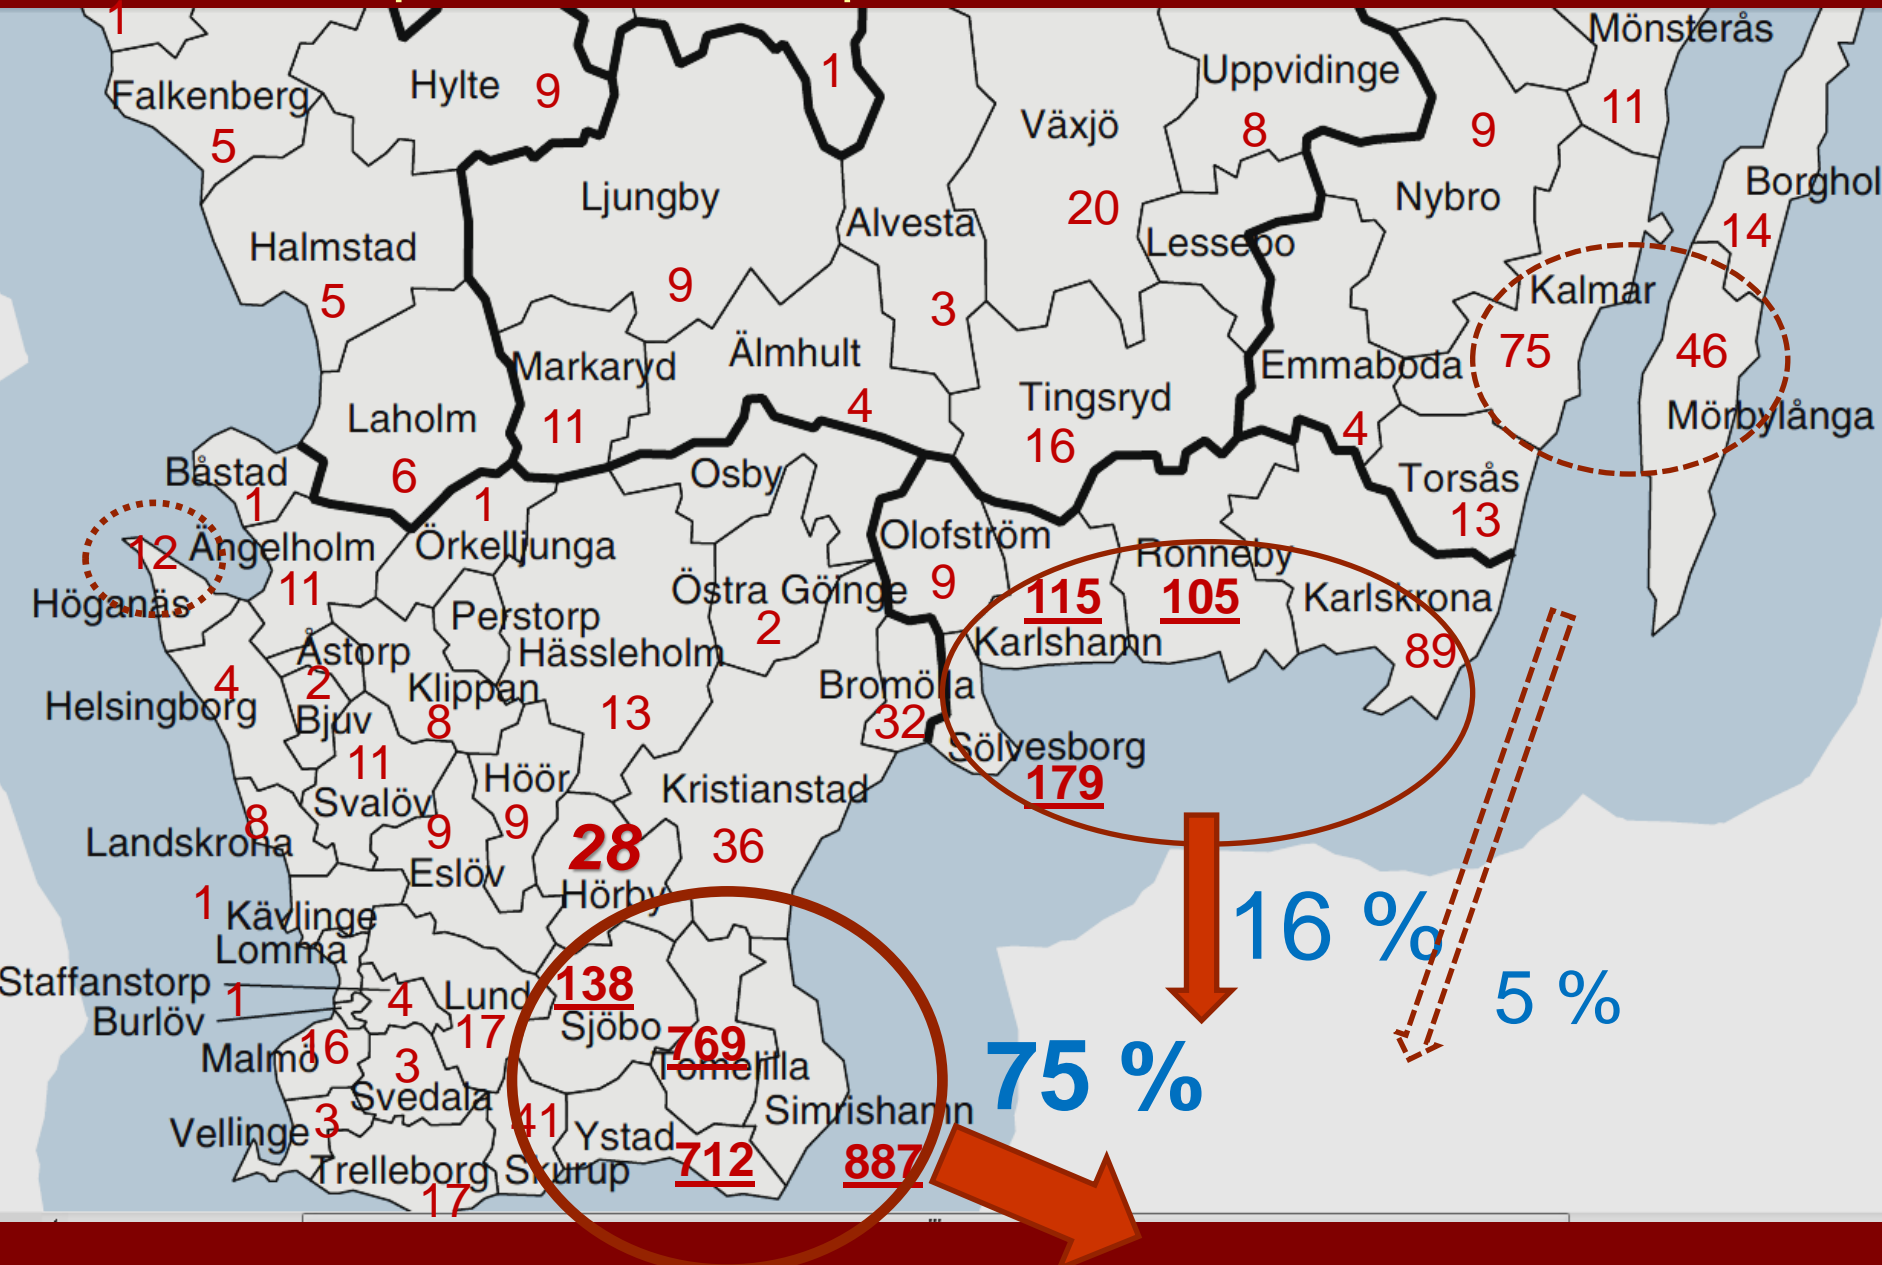 1
Mönsterås
Hylte
9
1
Uppvidinge
Falkenberg
11
5
Växjö
8
9
Ljungby
Nybro
Borghol
20
Alvesta
14
Halmstad
Lessebo
5
9
3
Kalmar
Markaryd
Älmhult
75
46
Emmaboda
Laholm
11
4
Tingsryd
4
Mörbylånga
16
Båstad
6
Osby
Torsås
1
1
13
12
Ängelholm
Örkelljunga
Olofström
Ronneby
11
Östra Göinge
9
115
105
Karlskrona
Höganäs
Perstorp
2
Karlshamn
89
Åstorp
Hässleholm
4
2
Klippan
Bromölla
Helsingborg
Bjuv
8
13
32
11
Sölvesborg
Höör
179
Svalöv
Kristianstad
8
9
9
28
36
Landskrona
Eslöv
Hörby
1
Kävlinge
16 %
Lomma
Staffanstorp
1
4
Lund
138
5 %
Burlöv
17
Sjöbo
769
Malmö
16
3
Tomelilla
75 %
Svedala
Simrishamn
Vellinge
3
41
Ystad
Trelleborg
Skurup
712
887
17